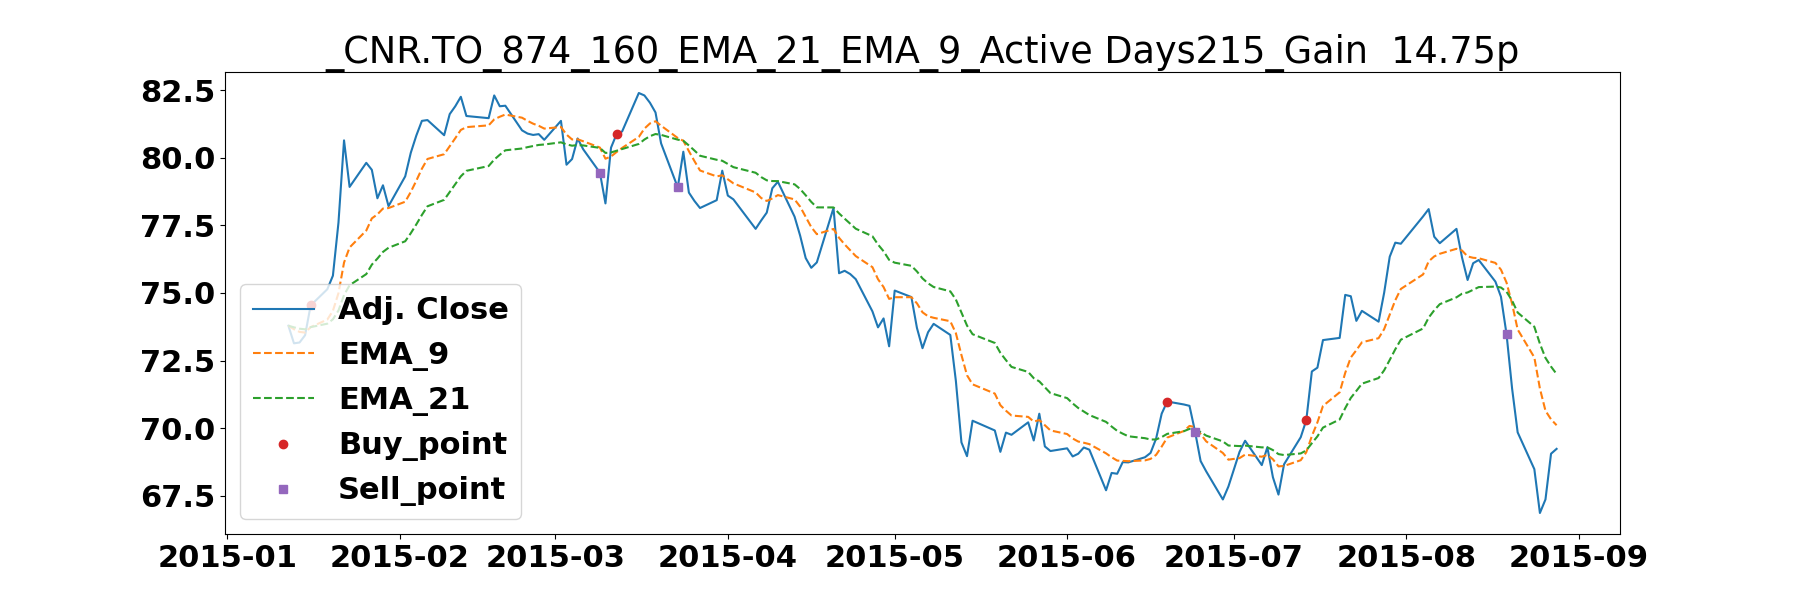 _CNR.TO_874_160_EMA_21_EMA_9_Active Days215_Gain  14.75p
82.5
80.0
77.5
75.0
72.5
70.0
67.5
Adj. Close
EMA_9
EMA_21
Buy_point
Sell_point
2015-01 2015-02 2015-03 2015-04 2015-05 2015-06 2015-07 2015-08 2015-09